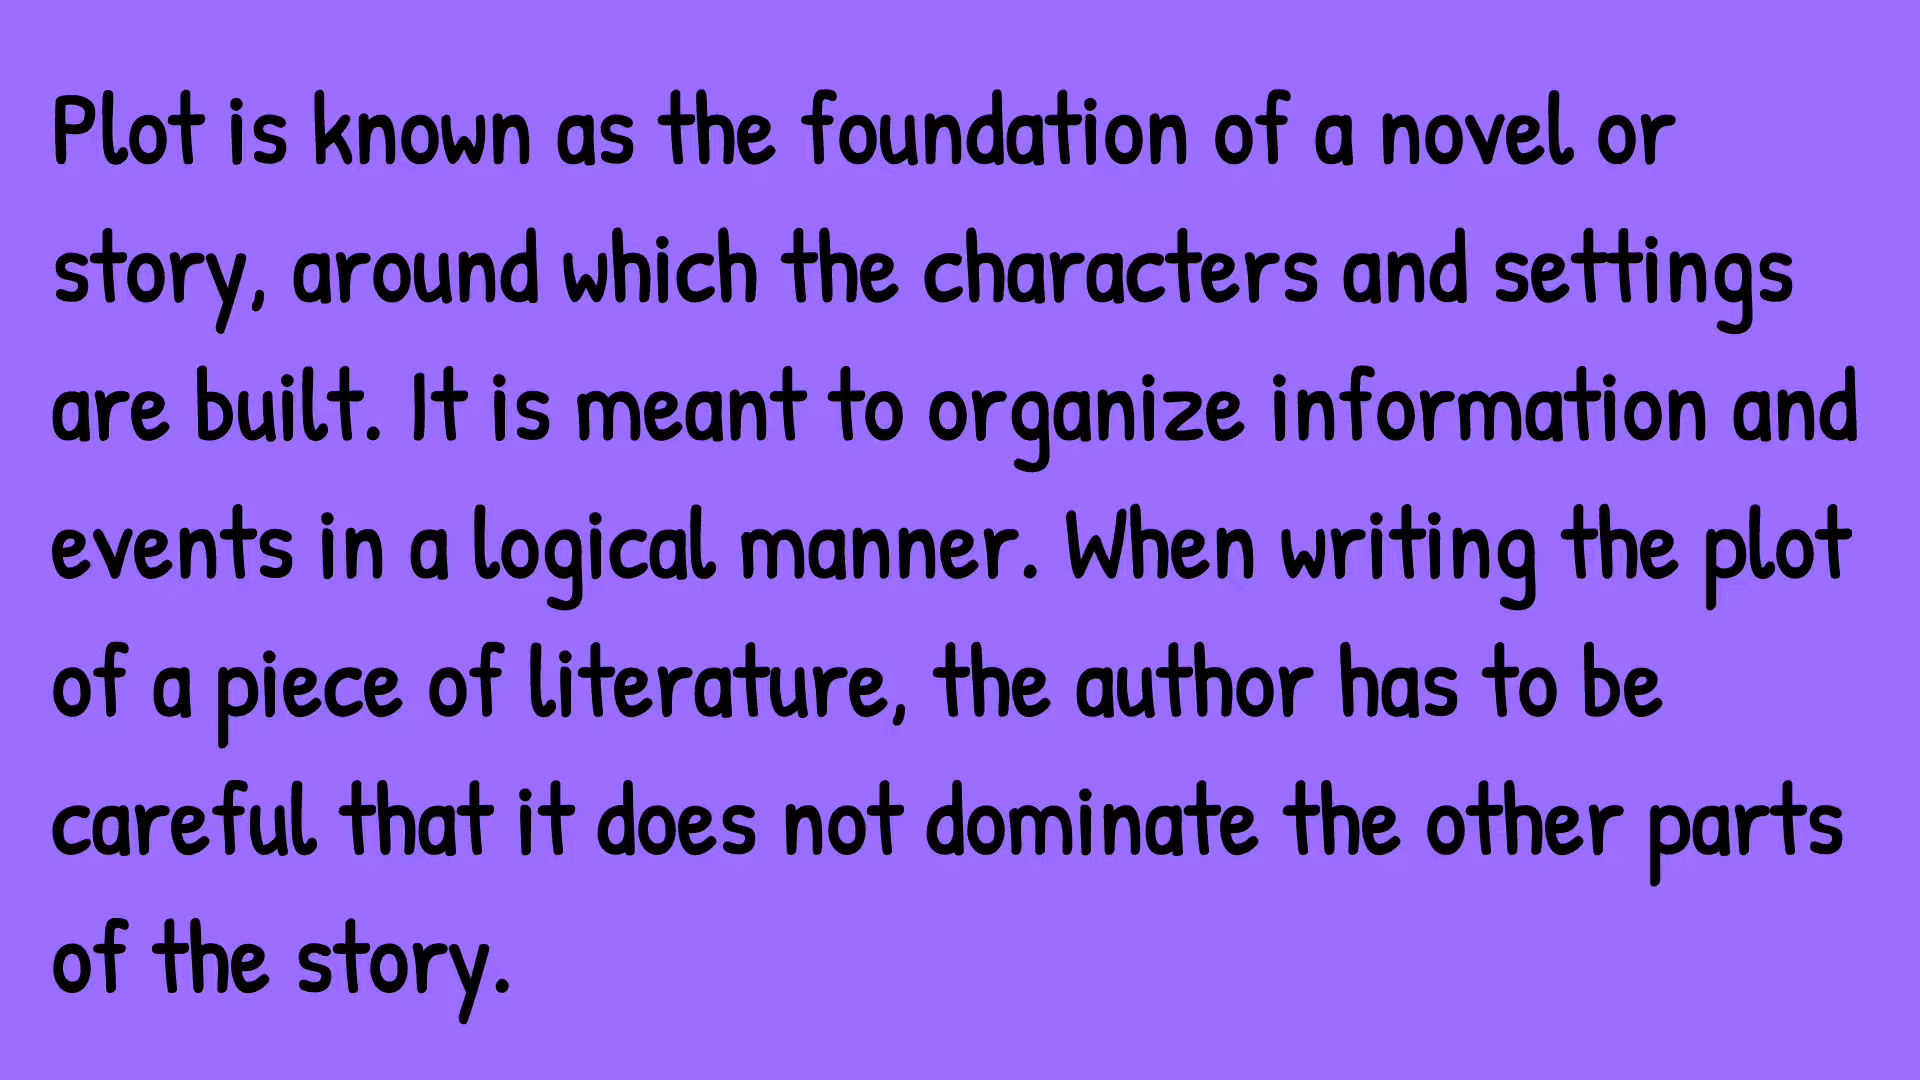 Plot is known as the foundation of a novel or
story, around which the characters and settings
are built. It is meant to organize information and
events in a logical manner. When writing the plot
of a piece of literature, the author has to be
careful that it does not dominate the other parts
of the story.